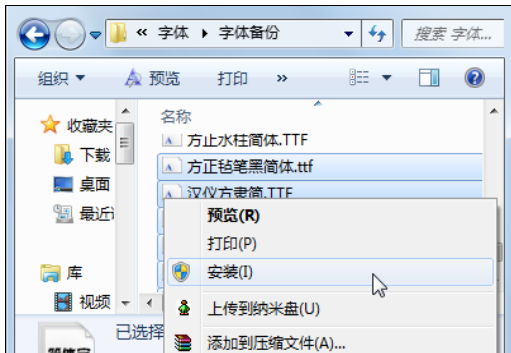 « 字体 ▸ 字体备份
搜索 字体...
组织 预览 打印 »
名称
收藏夹
下载
桌面
最近
库
视频
方正水柱简体.TTF
方正毡笔黑简体.ttf
汉仪方隶简.TTF
预览(R)
打印(P)
安装(I)
上传到纳米盘(U)
添加到压缩文件(A)...
已选择